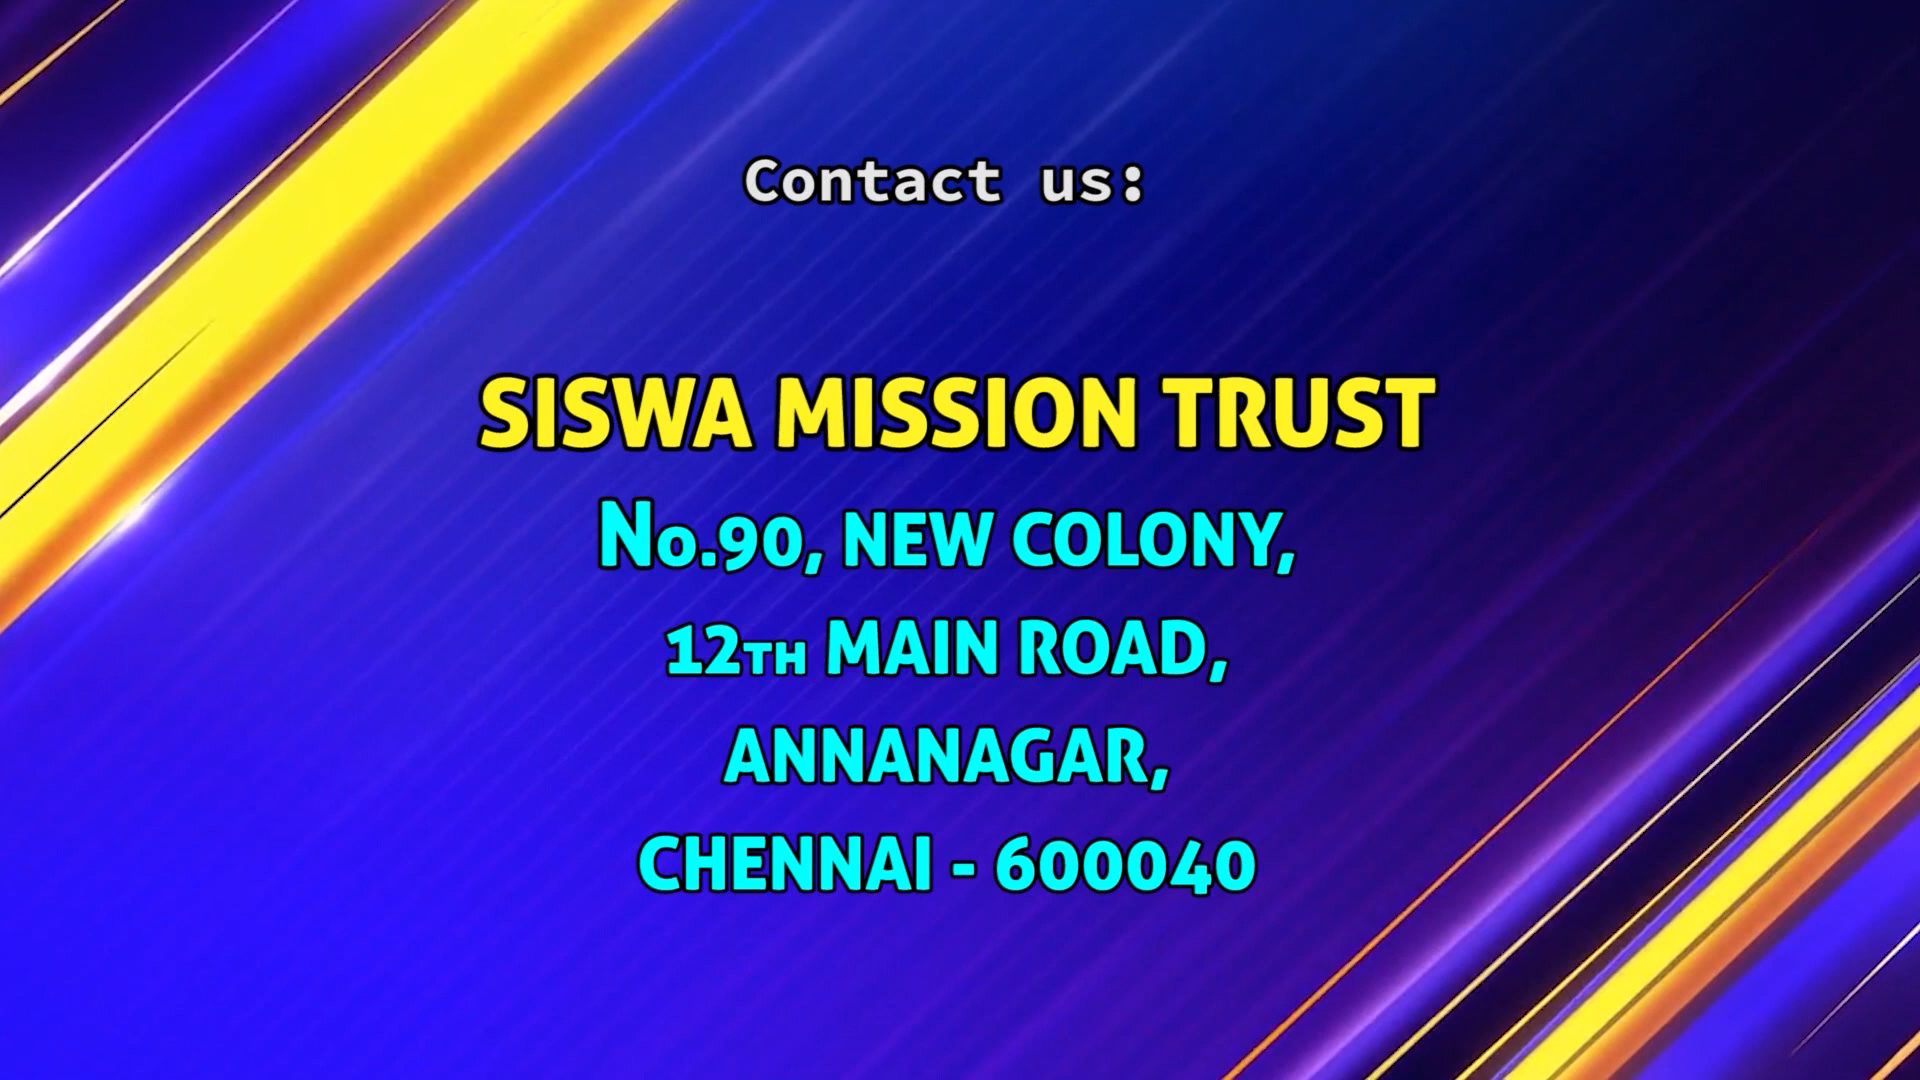 Contact us:
SISWA MISSION TRUST
No.90, NEW COLONY,
12TH MAIN ROAD,
ANNANAGAR,
CHENNAI - 600040